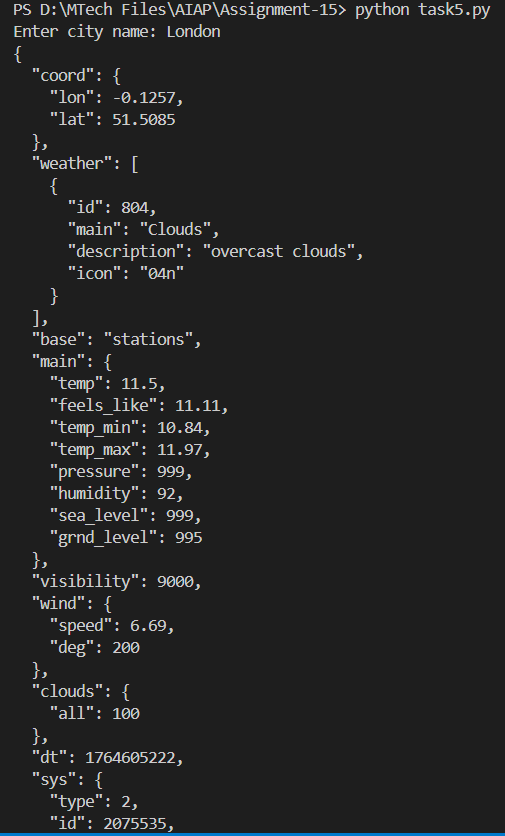 PS D:\MTech Files\AIAP\Assignment-15> python task5.py
Enter city name: London
{
  "coord": {
    "lon": -0.1257,
    "lat": 51.5085
  },
  "weather": [
    {
      "id": 804,
      "main": "Clouds",
      "description": "overcast clouds",
      "icon": "04n"
    }
  ],
  "base": "stations",
  "main": {
    "temp": 11.5,
    "feels_like": 11.11,
    "temp_min": 10.84,
    "temp_max": 11.97,
    "pressure": 999,
    "humidity": 92,
    "sea_level": 999,
    "grnd_level": 995
  },
  "visibility": 9000,
  "wind": {
    "speed": 6.69,
    "deg": 200
  },
  "clouds": {
    "all": 100
  },
  "dt": 1764605222,
  "sys": {
    "type": 2,
    "id": 2075535,